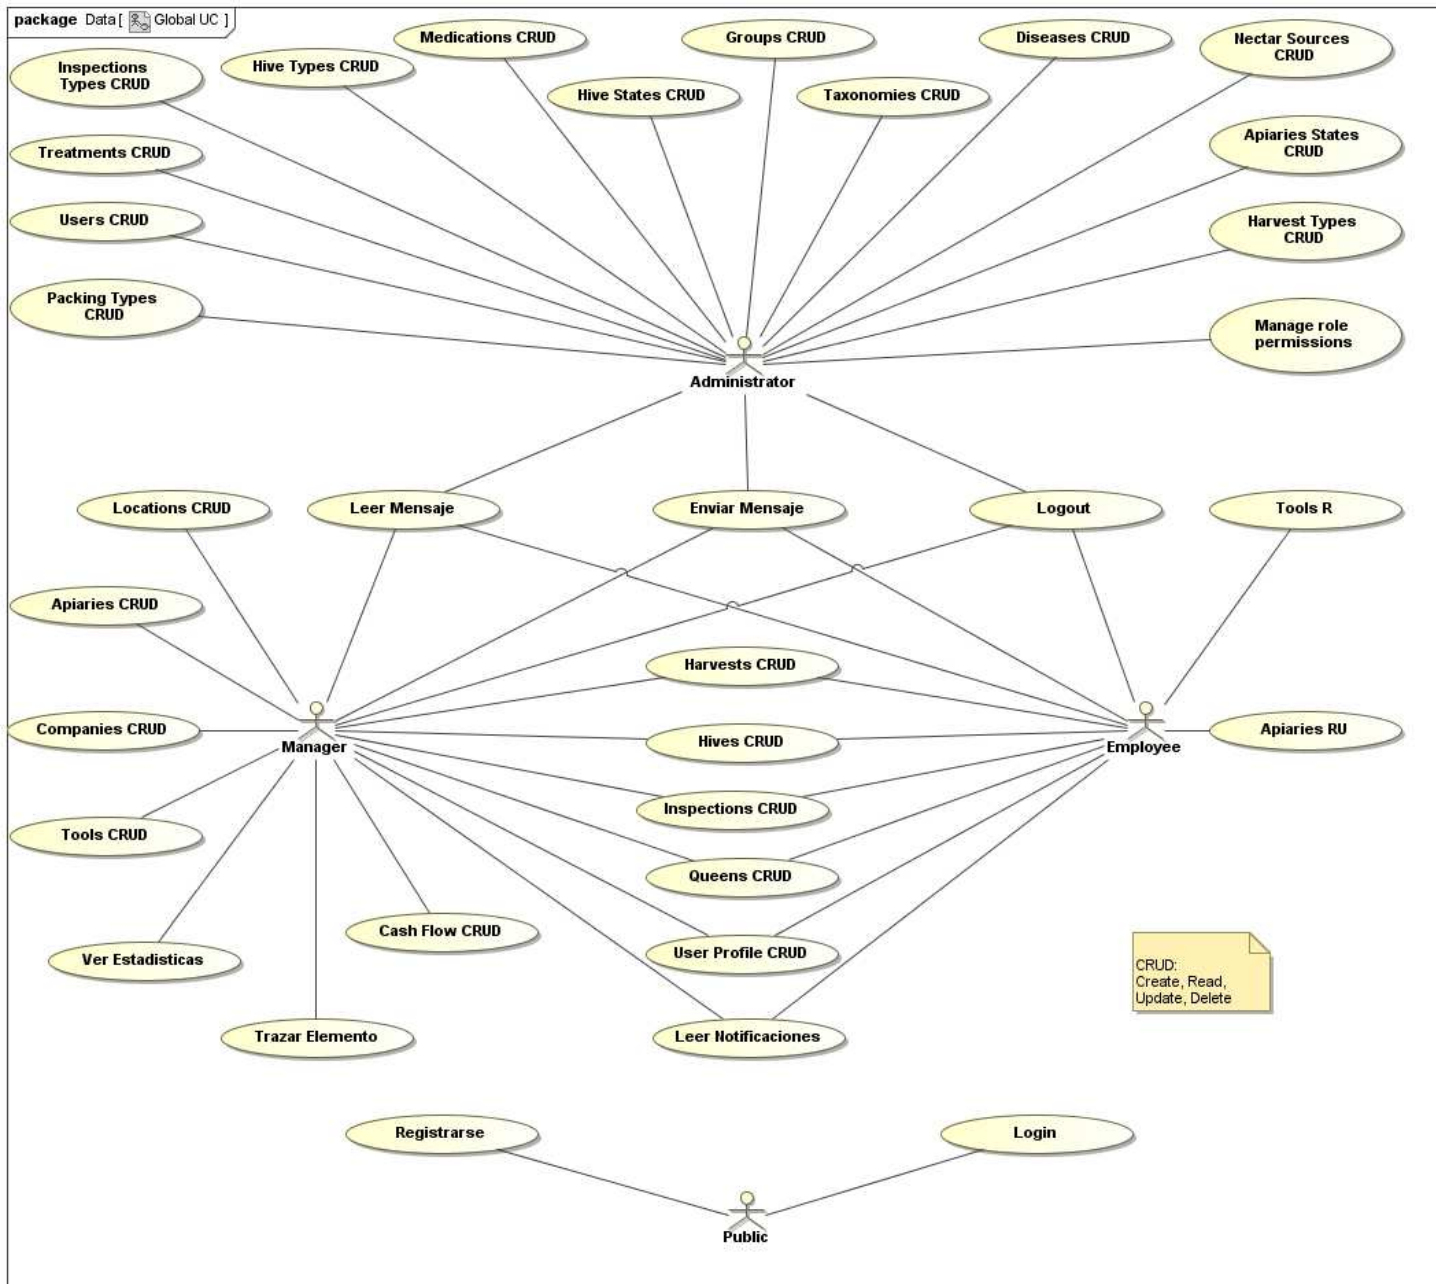 package Data [ Global UC ]
Medications CRUD
Groups CRUD
Diseases CRUD
Nectar Sources
CRUD
Inspections
Types CRUD
Hive Types CRUD
Hive States CRUD
Taxonomies CRUD
Treatments CRUD
Apiaries States
CRUD
Users CRUD
Harvest Types
CRUD
Packing Types
CRUD
Manage role
permissions
Administrator
Locations CRUD
Leer Mensaje
Enviar Mensaje
Logout
Tools R
Apiaries CRUD
Harvests CRUD
Companies CRUD
Manager
Hives CRUD
Employee
Apiaries RU
Inspections CRUD
Tools CRUD
Queens CRUD
Cash Flow CRUD
Ver Estadisticas
User Profile CRUD
CRUD:
Create, Read,
Update, Delete
Trazar Elemento
Leer Notificaciones
Registrarse
Login
Public